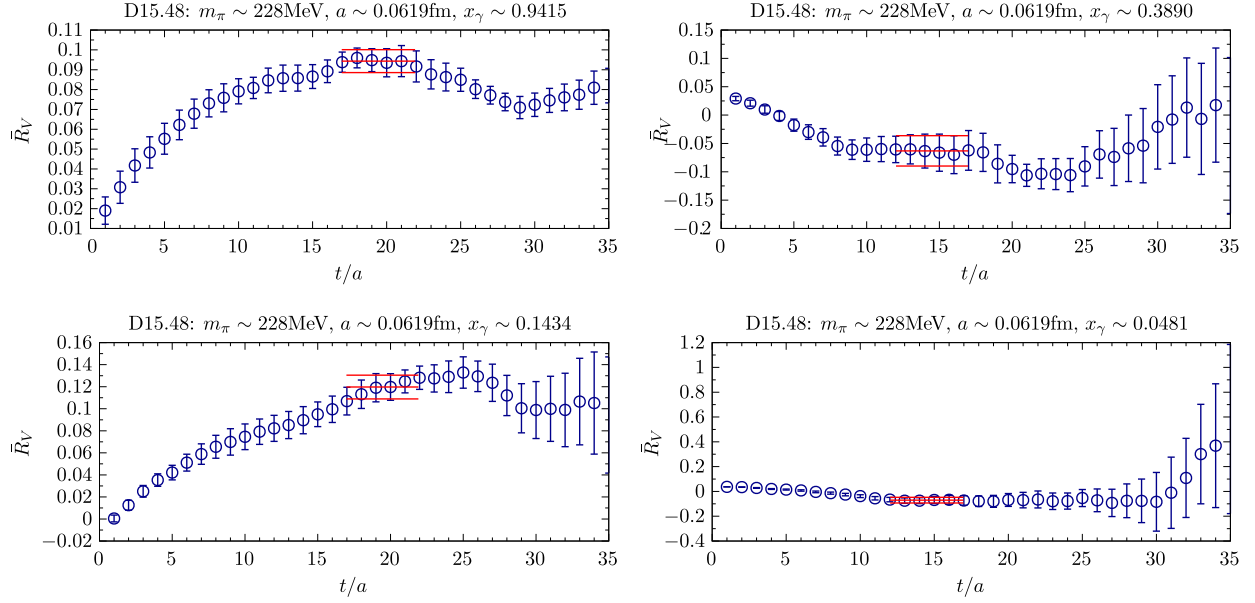 D15.48: m_π ∼ 228MeV, a ∼ 0.0619fm, x_γ ∼ 0.9415
0.1
0.09
0.08
0.07
0.06
0.05
0.04
0.03
0.02
0.01
R̄_V
0 5 10 15 20 25 30 35
t/a
D15.48: m_π ∼ 228MeV, a ∼ 0.0619fm, x_γ ∼ 0.3890
0.15
0.1
0.05
0
−0.05
−0.1
−0.15
−0.2
R̄_V
0 5 10 15 20 25 30 35
t/a
D15.48: m_π ∼ 228MeV, a ∼ 0.0619fm, x_γ ∼ 0.1434
0.16
0.12
0.1
0.08
0.06
0.04
0.02
0
−0.02
R̄_V
0 5 10 15 20 25 30 35
t/a
D15.48: m_π ∼ 228MeV, a ∼ 0.0619fm, x_γ ∼ 0.0481
1.2
1
0.8
0.6
0.4
0.2
0
−0.2
−0.4
R̄_V
0 5 10 15 20 25 30 35
t/a